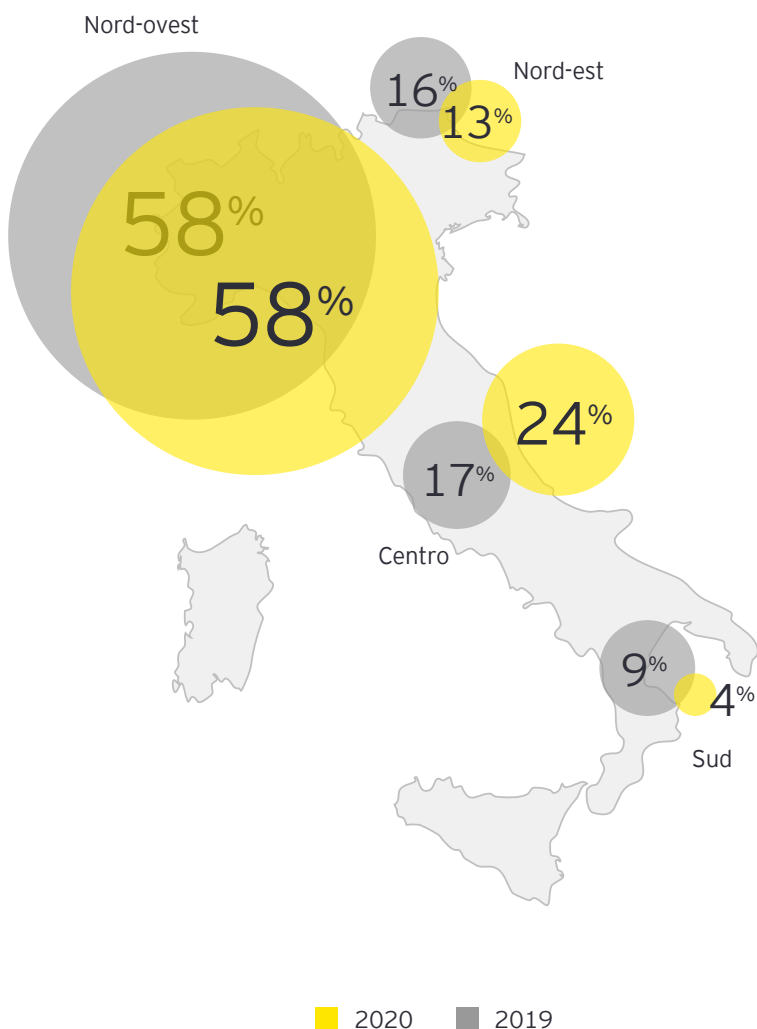 Nord-ovest
Nord-est
16%
13%
58%
58%
24%
17%
Centro
9%
4%
Sud
2020 2019